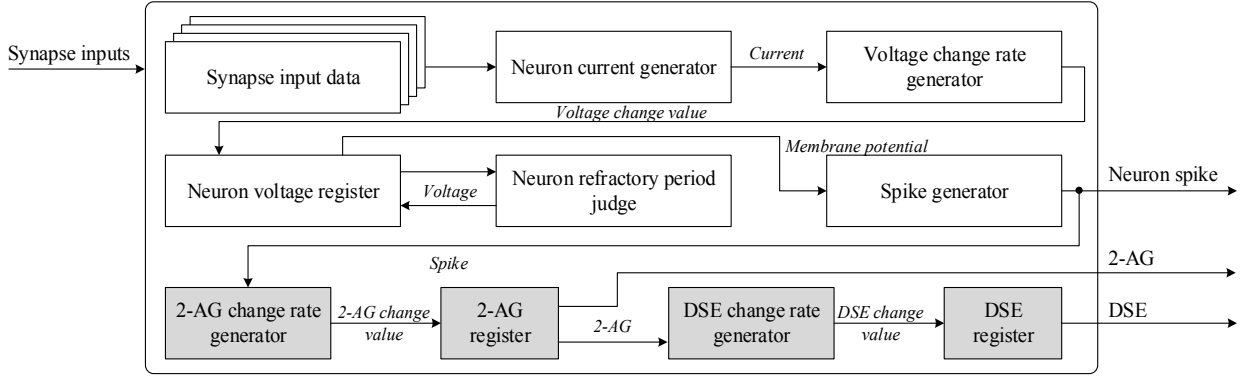 Synapse inputs
Synapse input data
Neuron current generator
Current
Voltage change rate
generator
Voltage change value
Neuron voltage register
Voltage
Neuron refractory period
judge
Membrane potential
Spike generator
Neuron spike
Spike
2-AG
2-AG change rate
generator
2-AG change
value
2-AG
register
2-AG
DSE change rate
generator
DSE change
value
DSE
register
DSE